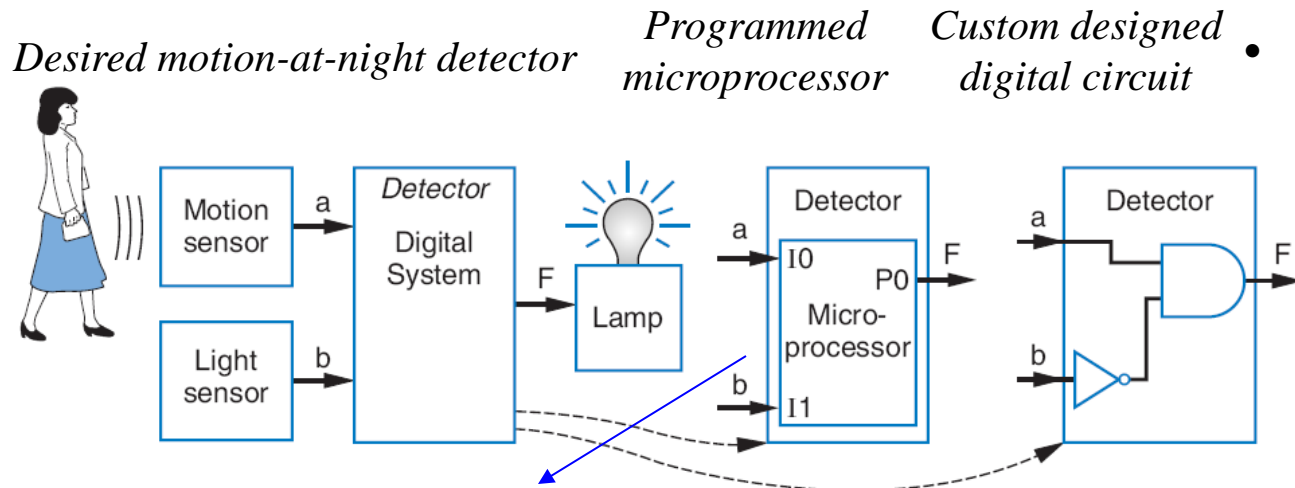 Desired motion-at-night detector
Programmed
microprocessor
Custom designed
digital circuit
•
Motion
sensor
a
Light
sensor
b
Detector
Digital
System
F
Lamp
Detector
a
I0
P0
F
Micro-
processor
b
I1
Detector
a
F
b